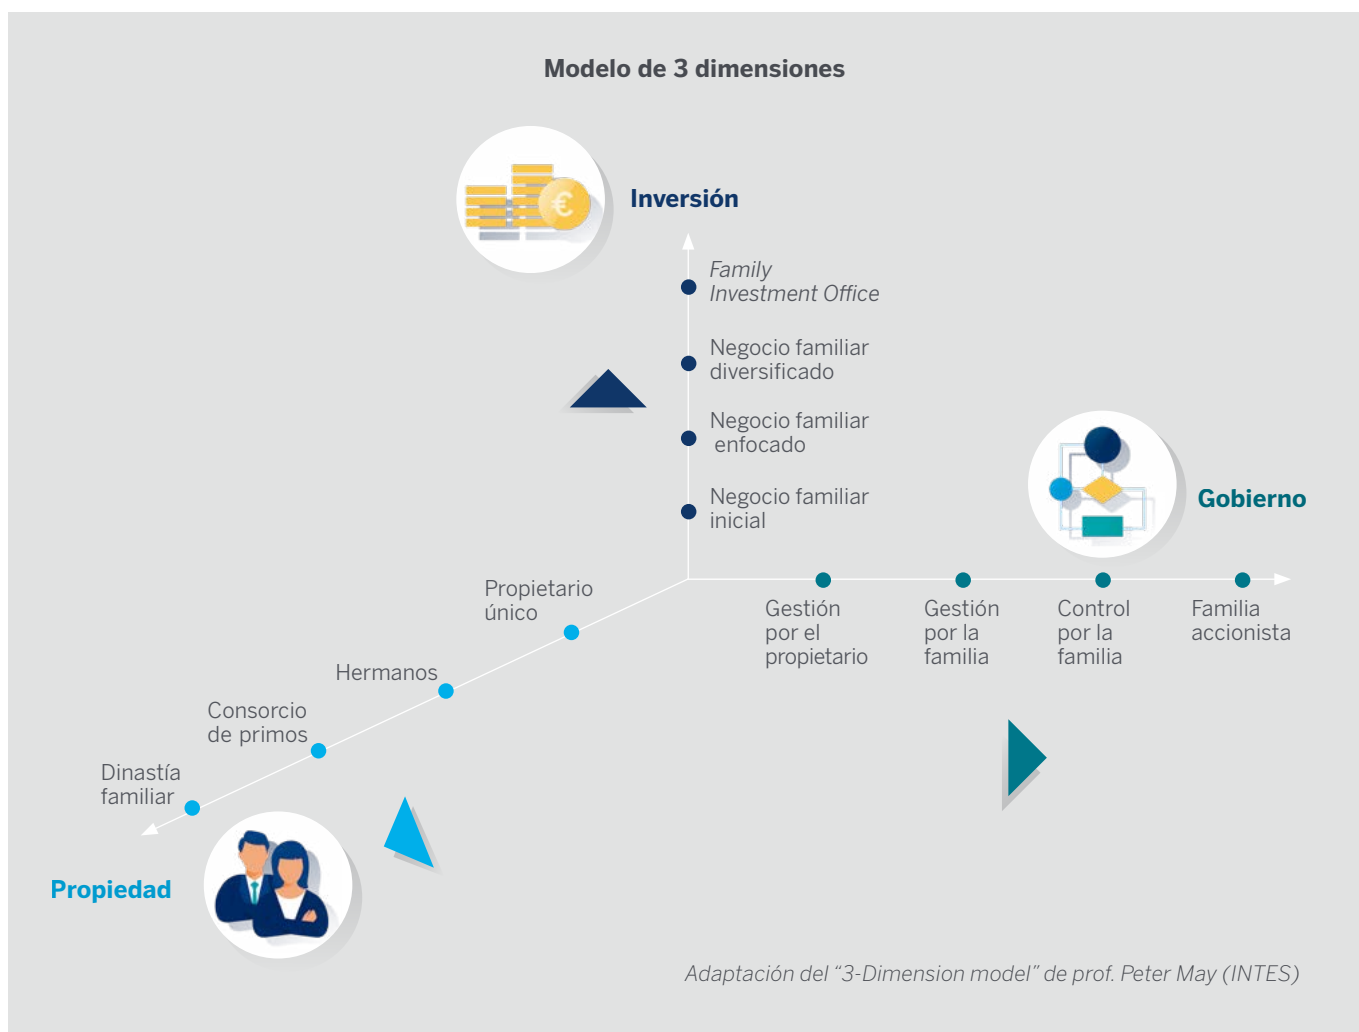 Modelo de 3 dimensiones
Inversión
Family
Investment Office
Negocio familiar
diversificado
Negocio familiar
enfocado
Negocio familiar
inicial
Gobierno
Gestión
por el
propietario
Gestión
por la
familia
Control
por la
familia
Familia
accionista
Propietario
único
Hermanos
Consorcio
de primos
Dinastía
familiar
Propiedad
€
Adaptación del “3-Dimension model” de prof. Peter May (INTES)